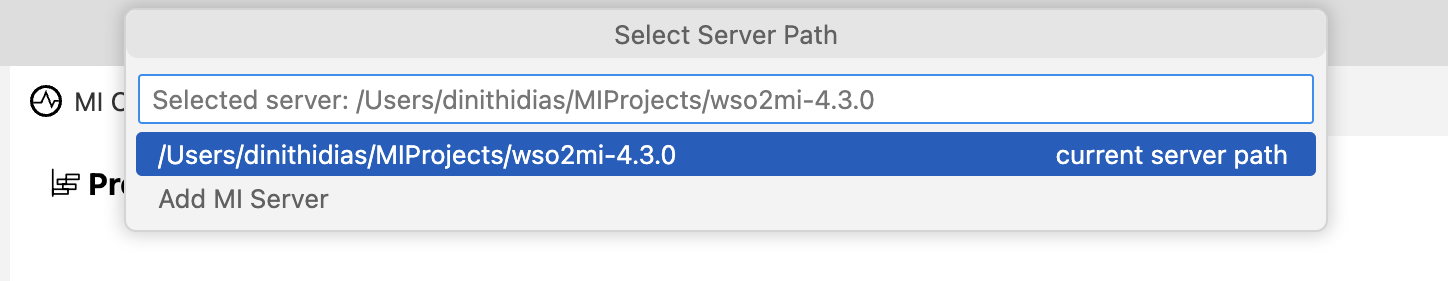 Select Server Path
MI
Selected server: /Users/dinithidias/MIProjects/wso2mi-4.3.0
/Users/dinithidias/MIProjects/wso2mi-4.3.0 current server path
Add MI Server